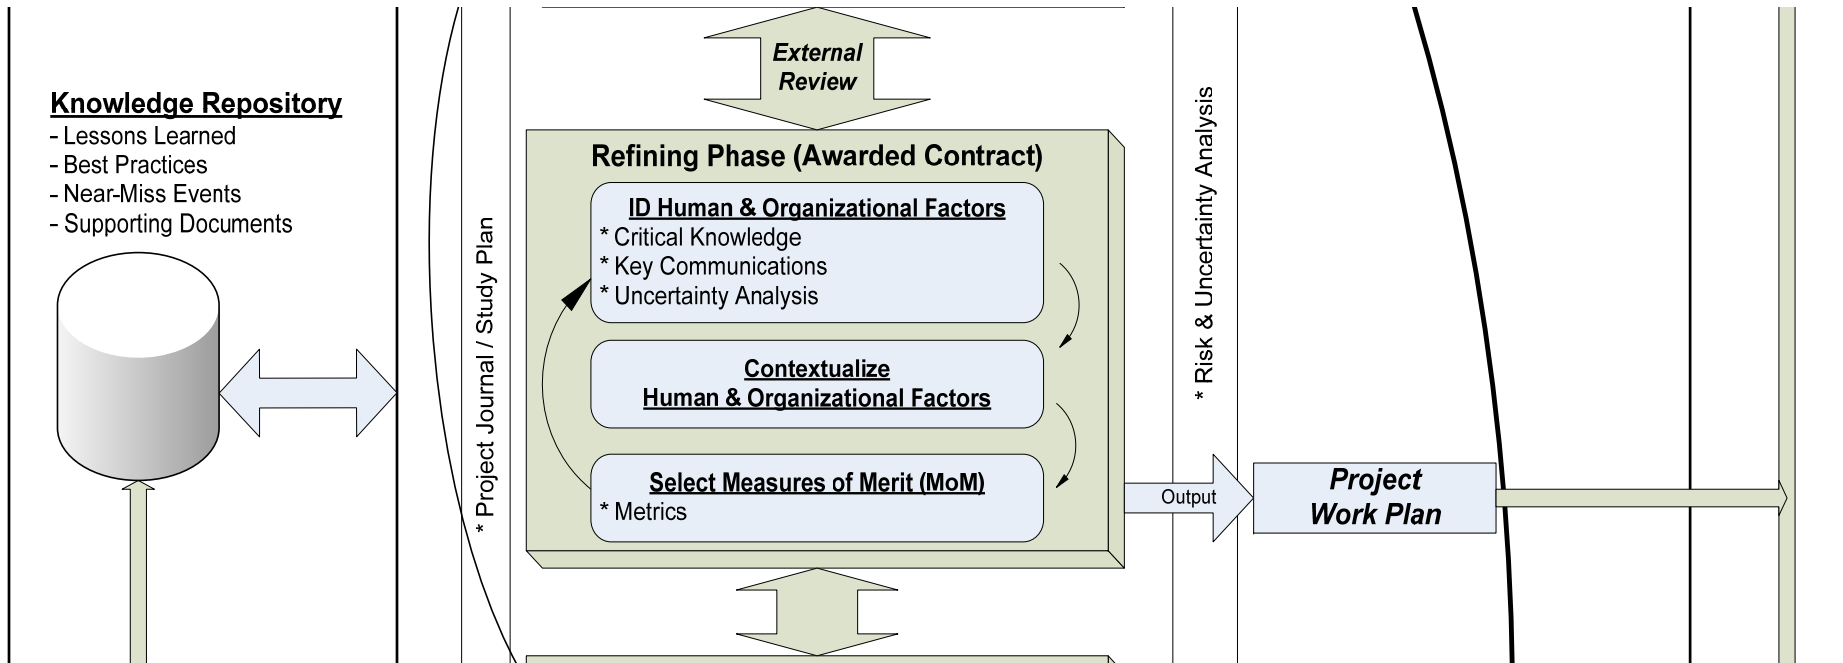 External
Review
Knowledge Repository
- Lessons Learned
- Best Practices
- Near-Miss Events
- Supporting Documents
* Project Journal / Study Plan
Refining Phase (Awarded Contract)
ID Human & Organizational Factors
* Critical Knowledge
* Key Communications
* Uncertainty Analysis
Contextualize
Human & Organizational Factors
Select Measures of Merit (MoM)
* Metrics
* Risk & Uncertainty Analysis
Output
Project
Work Plan